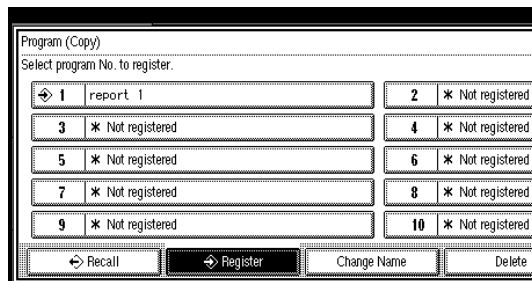 Program (Copy)
Select program No. to register.
1 report 1
2 * Not registered
3 * Not registered
4 * Not registered
5 * Not registered
6 * Not registered
7 * Not registered
8 * Not registered
9 * Not registered
10 * Not registered
Recall Register Change Name Delete